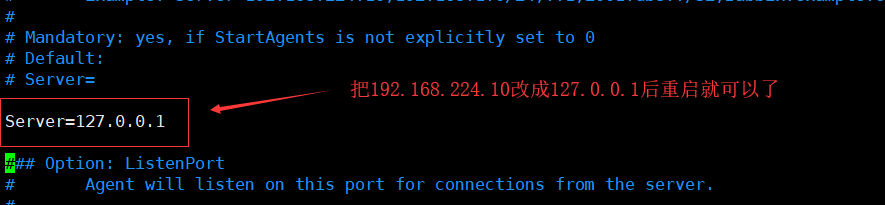 #
# Mandatory: yes, if StartAgents is not explicitly set to 0
# Default:
# Server=
把192.168.224.10改成127.0.0.1后重启就可以了
Server=127.0.0.1
### Option: ListenPort
#       Agent will listen on this port for connections from the server.
#